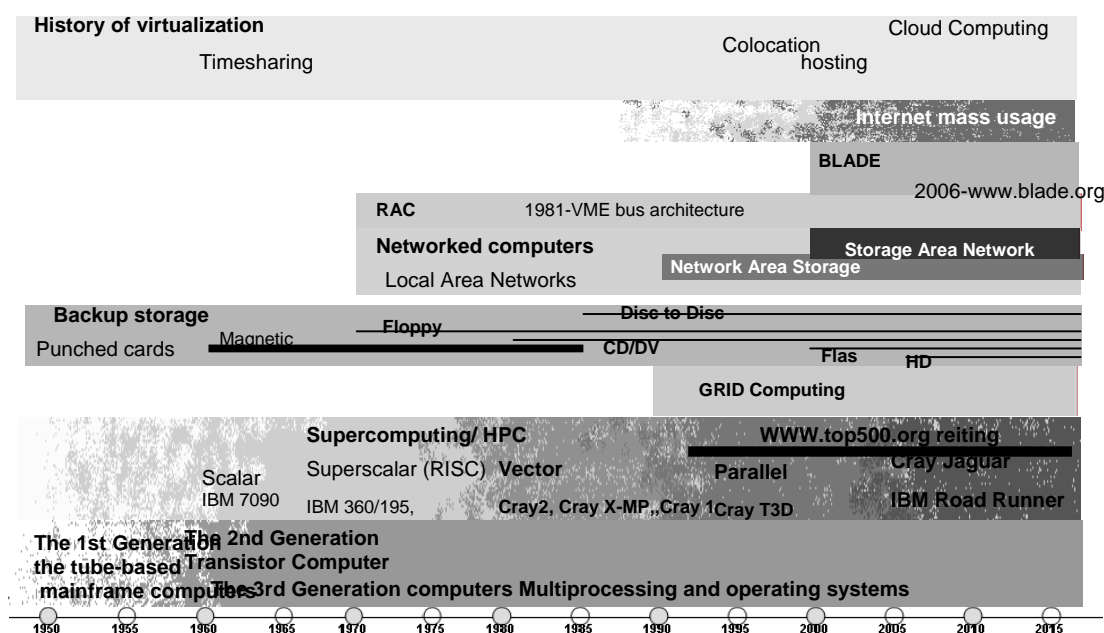 History of virtualization
Cloud Computing
Colocation
Timesharing
hosting
Internet mass usage
BLADE
2006-www.blade.org
RAC
1981-VME bus architecture
Networked computers
Storage Area Network
Network Area Storage
Local Area Networks
Backup storage
Disc to Disc
Floppy
Magnetic
Punched cards
CD/DV
Flas
HD
GRID Computing
Supercomputing/ HPC
WWW.top500.org reiting
Scalar
Superscalar (RISC)
Vector
Parallel
Cray Jaguar
IBM 7090
IBM 360/195,
Cray2, Cray X-MP,,Cray 1
Cray T3D
IBM Road Runner
The 1st Generation
the tube-based
mainframe computers
The 2nd Generation
Transistor Computer
The 3rd Generation computers Multiprocessing and operating systems
1950 1955 1960 1965 1970 1975 1980 1985 1990 1995 2000 2005 2010 2015